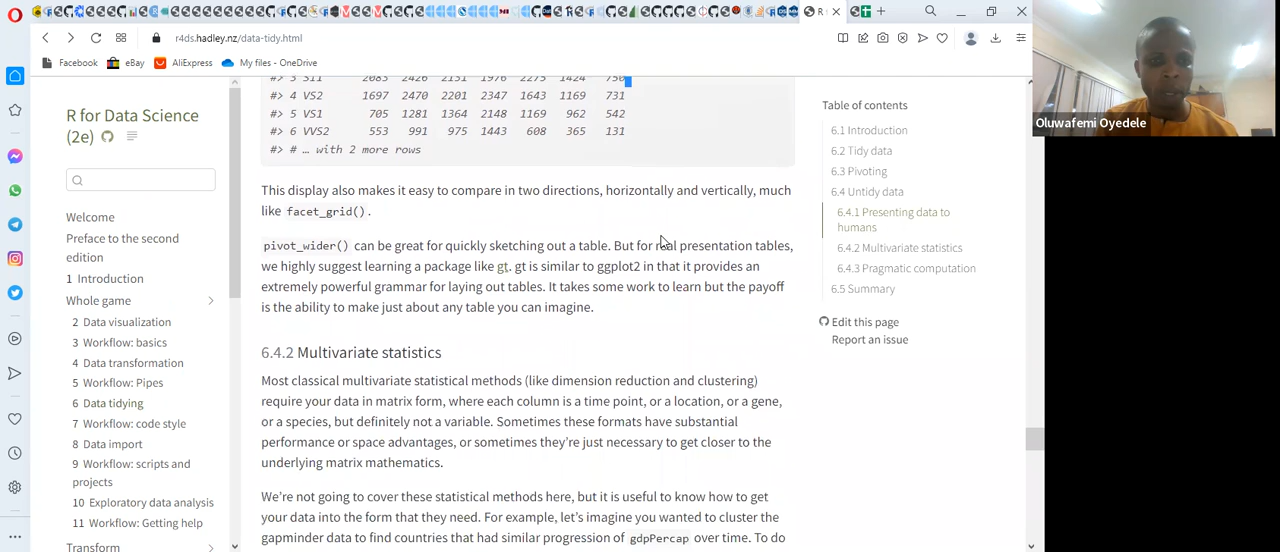 r4ds.hadley.nz/data-tidy.html
Facebook
eBay
AliExpress
My files - OneDrive
R for Data Science
(2e)
Welcome
Preface to the second
edition
1 Introduction
Whole game
2 Data visualization
3 Workflow: basics
4 Data transformation
5 Workflow: Pipes
6 Data tidying
7 Workflow: code style
8 Data import
9 Workflow: scripts and
projects
10 Exploratory data analysis
11 Workflow: Getting help
Transform
#> 3 SI1 2083 2426 2131 1976 2275 1424 750
#> 4 VS2 1697 2470 2201 2347 1643 1169 731
#> 5 VS1 705 1281 1364 2148 1169 962 542
#> 6 VVS2 553 991 975 1443 608 365 131
#> # … with 2 more rows
This display also makes it easy to compare in two directions, horizontally and vertically, much
like facet_grid().
pivot_wider() can be great for quickly sketching out a table. But for real presentation tables,
we highly suggest learning a package like gt. gt is similar to ggplot2 in that it provides an
extremely powerful grammar for laying out tables. It takes some work to learn but the payoff
is the ability to make just about any table you can imagine.
6.4.2 Multivariate statistics
Most classical multivariate statistical methods (like dimension reduction and clustering)
require your data in matrix form, where each column is a time point, or a location, or a gene,
or a species, but definitely not a variable. Sometimes these formats have substantial
performance or space advantages, or sometimes they're just necessary to get closer to the
underlying matrix mathematics.
We're not going to cover these statistical methods here, but it is useful to know how to get
your data into the form that they need. For example, let's imagine you wanted to cluster the
gapminder data to find countries that had similar progression of gdpPercap over time. To do
Table of contents
6.1 Introduction
6.2 Tidy data
6.3 Pivoting
6.4 Untidy data
6.4.1 Presenting data to
humans
6.4.2 Multivariate statistics
6.4.3 Pragmatic computation
6.5 Summary
Edit this page
Report an issue
Oluwafemi Oyedele